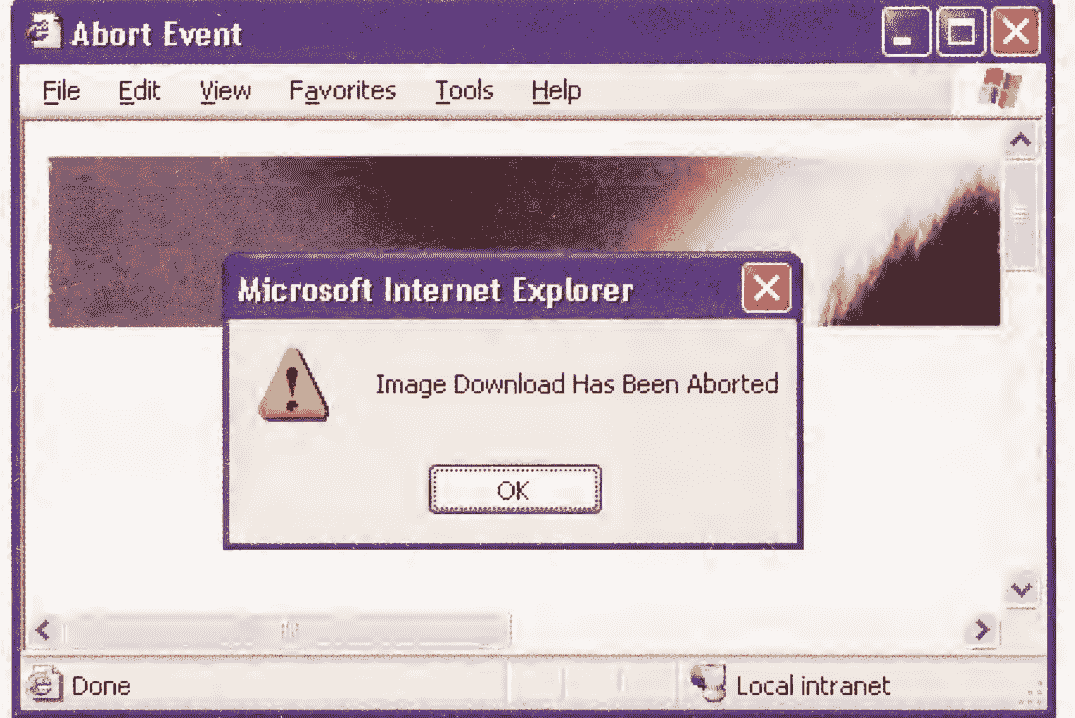 Abort Event
File Edit View Favorites Tools Help
Microsoft Internet Explorer
Image Download Has Been Aborted
OK
Done Local intranet